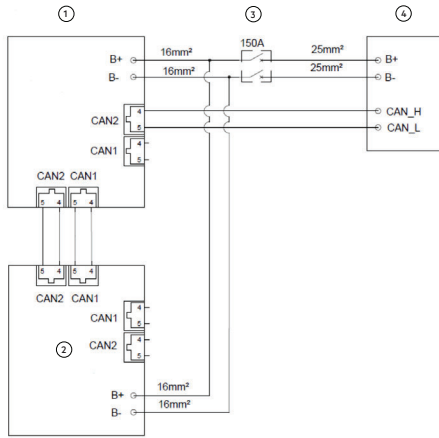 1
3
4
150A
B+ 16mm² 25mm² B+
B- 16mm² 25mm² B-
CAN2 4 CAN_H
5 CAN_L
CAN1 4
5
CAN2 CAN1
5 4 5 4
5 4 5 4
CAN2 CAN1
CAN1 4
5
2
CAN2 4
5
B+ 16mm²
B- 16mm²